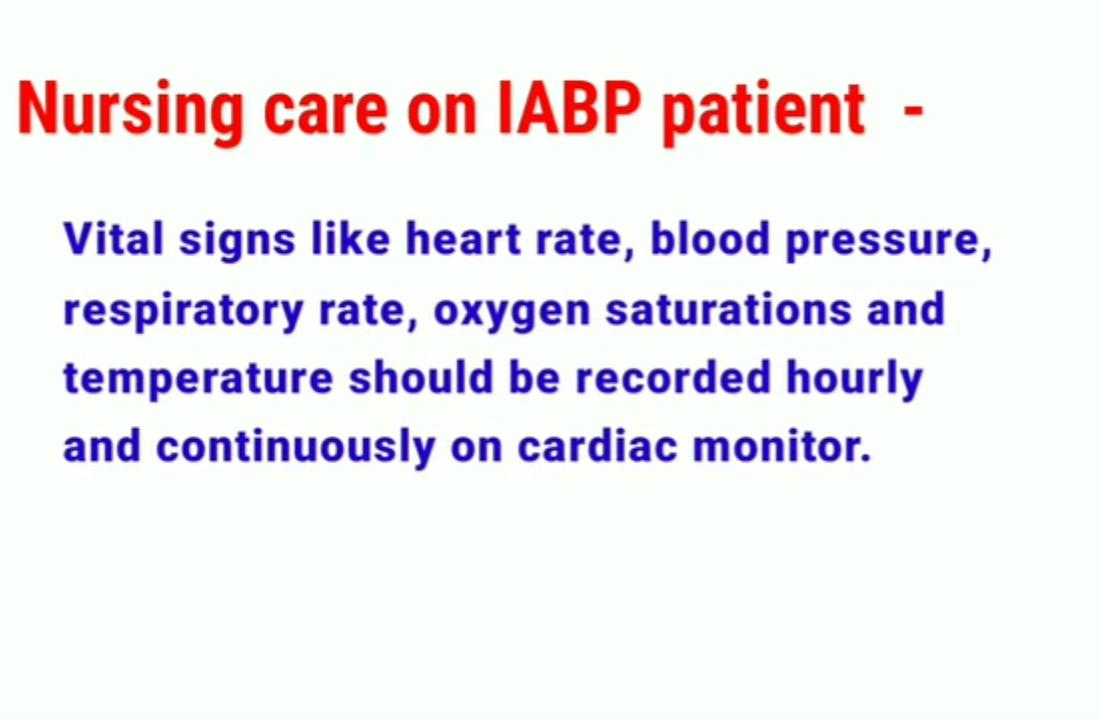 Nursing care on IABP patient -
Vital signs like heart rate, blood pressure,
respiratory rate, oxygen saturations and
temperature should be recorded hourly
and continuously on cardiac monitor.